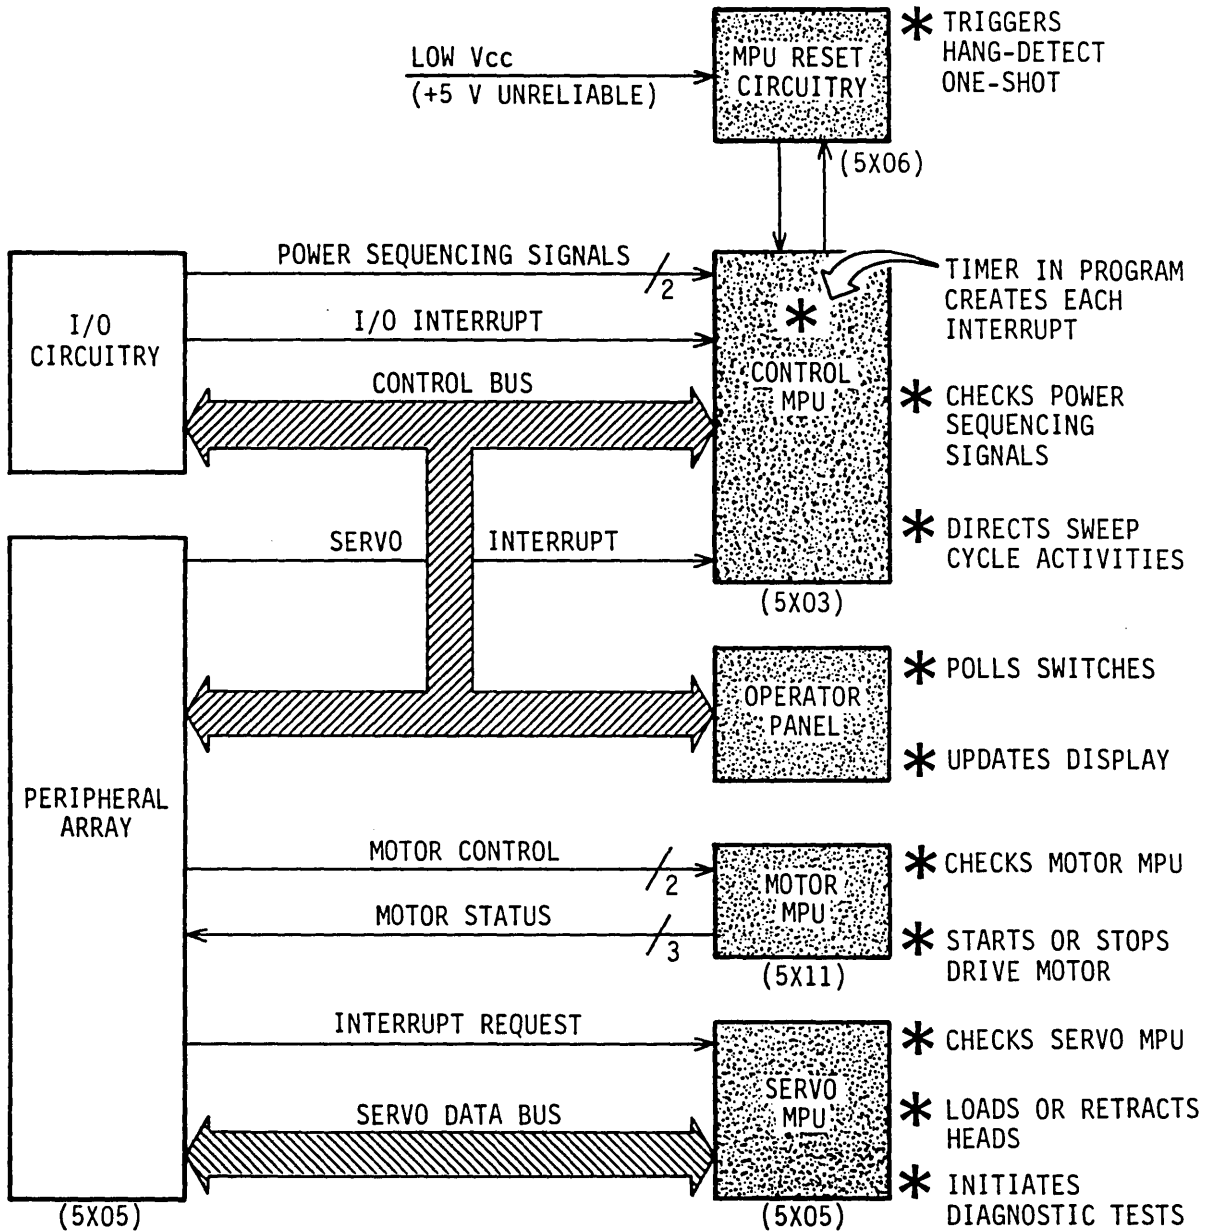 LOW Vcc
(+5 V UNRELIABLE)
MPU RESET
CIRCUITRY
(5X06)
* TRIGGERS
HANG-DETECT
ONE-SHOT
I/O
CIRCUITRY
POWER SEQUENCING SIGNALS
2
I/O INTERRUPT
CONTROL BUS
SERVO INTERRUPT
*
CONTROL
MPU
(5X03)
TIMER IN PROGRAM
CREATES EACH
INTERRUPT
* CHECKS POWER
SEQUENCING
SIGNALS
* DIRECTS SWEEP
CYCLE ACTIVITIES
OPERATOR
PANEL
* POLLS SWITCHES
* UPDATES DISPLAY
PERIPHERAL
ARRAY
(5X05)
MOTOR CONTROL
2
MOTOR STATUS
3
MOTOR
MPU
(5X11)
* CHECKS MOTOR MPU
* STARTS OR STOPS
DRIVE MOTOR
INTERRUPT REQUEST
SERVO DATA BUS
SERVO
MPU
(5X05)
* CHECKS SERVO MPU
* LOADS OR RETRACTS
HEADS
* INITIATES
DIAGNOSTIC TESTS